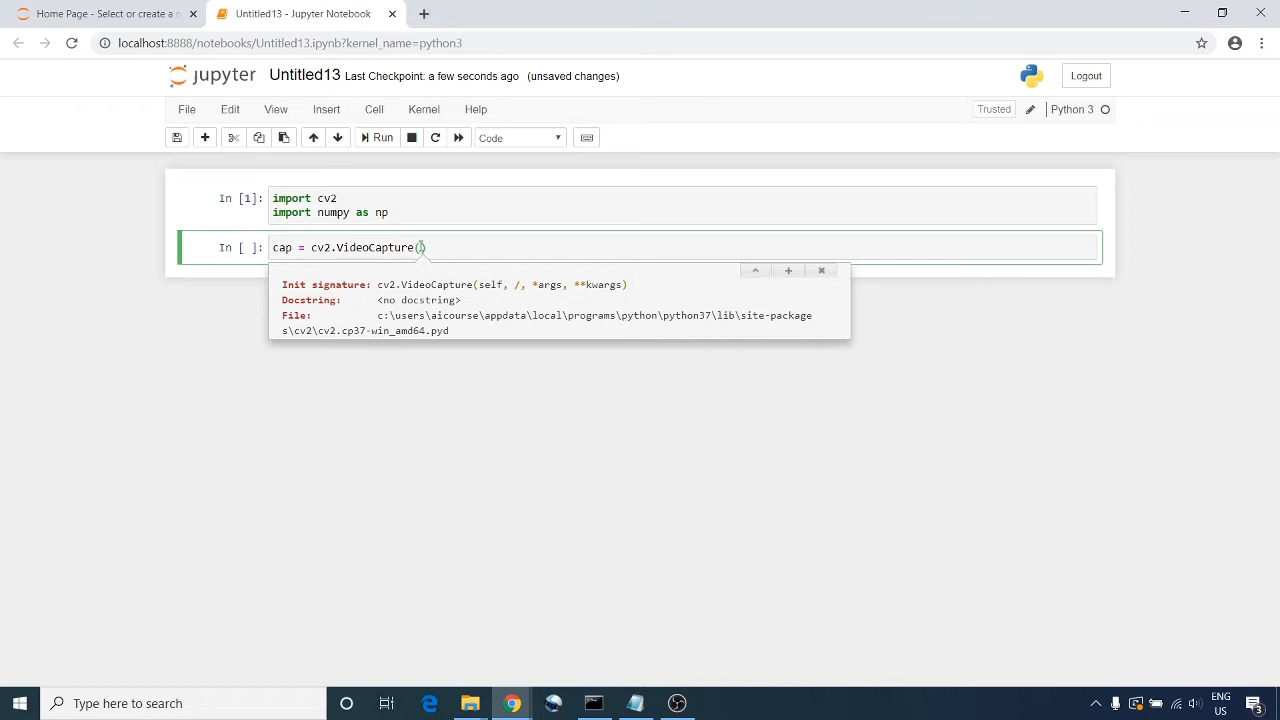 Home Page - Select or create a n
Untitled13 - Jupyter Notebook
localhost:8888/notebooks/Untitled13.ipynb?kernel_name=python3
jupyter Untitled13 Last Checkpoint: a few seconds ago (unsaved changes)
Logout
File Edit View Insert Cell Kernel Help
Trusted
Python 3
Run
Code
In [1]: import cv2
import numpy as np
In [ ]: cap = cv2.VideoCapture()
Init signature: cv2.VideoCapture(self, /, *args, **kwargs)
Docstring: <no docstring>
File: c:\users\aicourse\appdata\local\programs\python\python37\lib\site-package
s\cv2\cv2.cp37-win_amd64.pyd
Type here to search
ENG
US
3